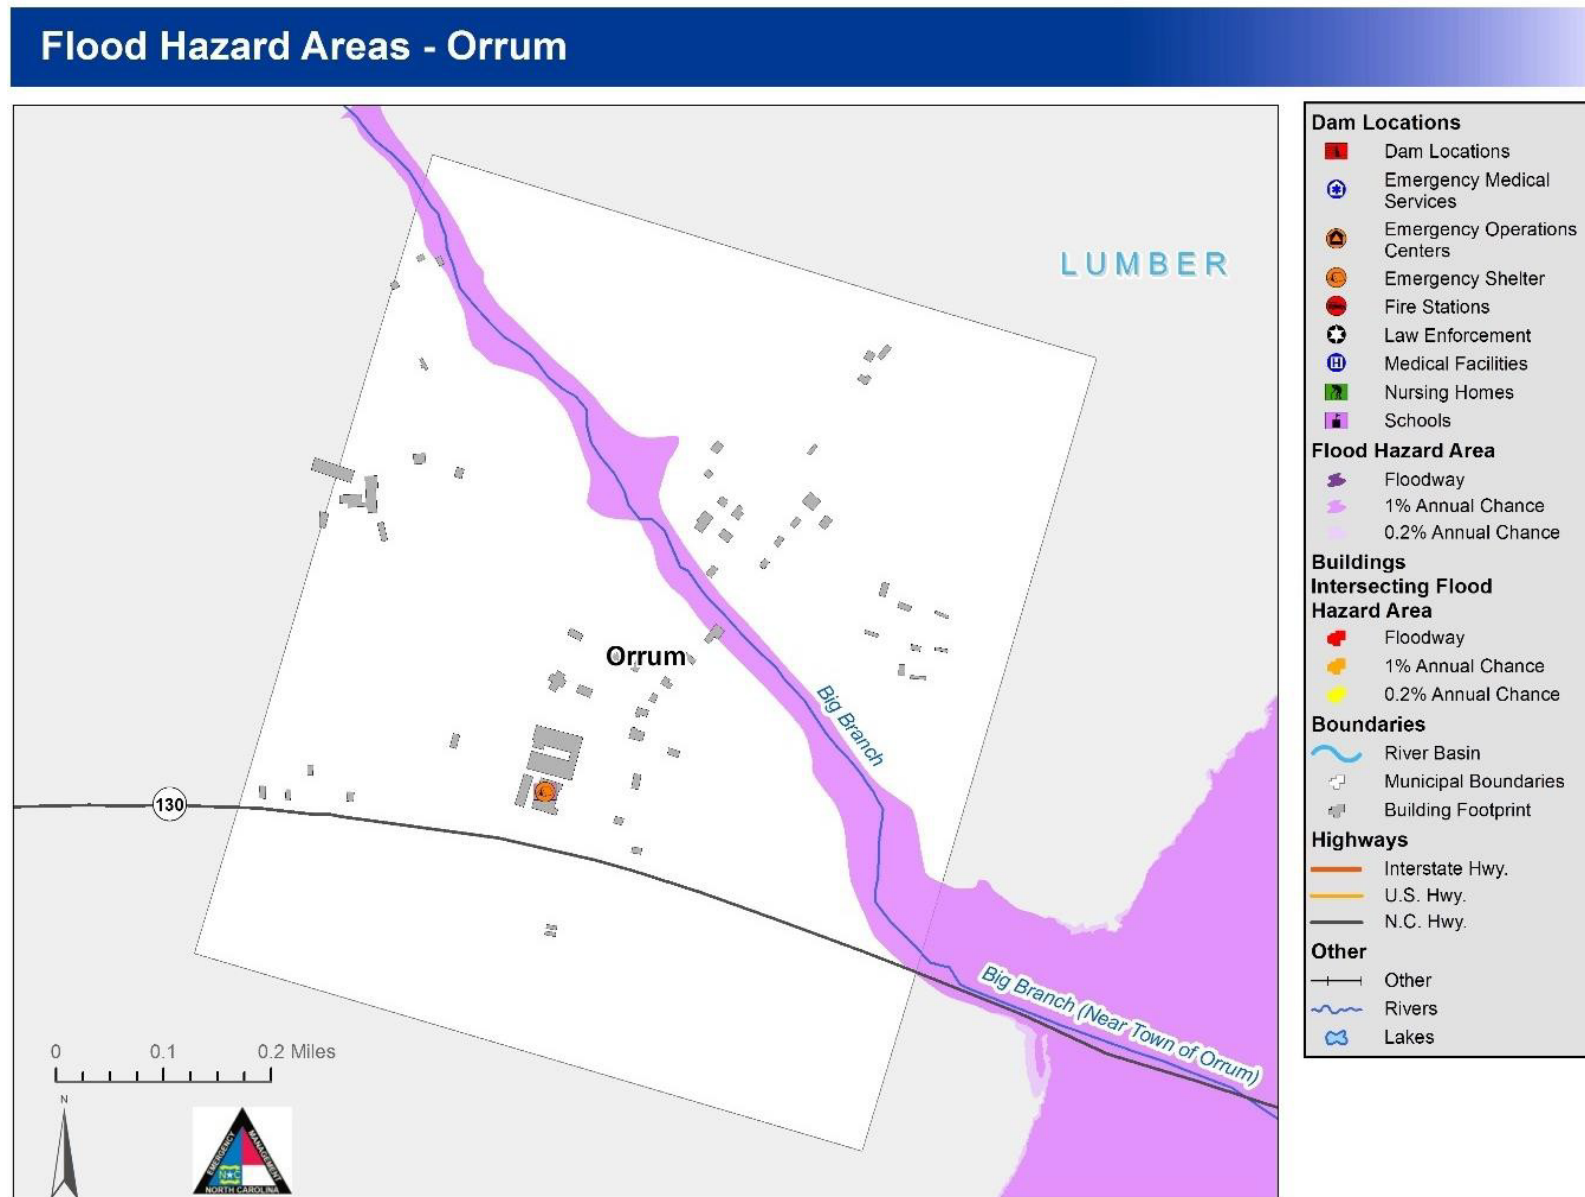 Flood Hazard Areas - Orrum
LUMBER
Orrum
Big Branch
130
Big Branch (Near Town of Orrum)
0 0.1 0.2 Miles
N
EMERGENCY
MANAGEMENT
N C
NORTH CAROLINA
Dam Locations
Dam Locations
Emergency Medical
Services
Emergency Operations
Centers
Emergency Shelter
Fire Stations
Law Enforcement
H
Medical Facilities
Nursing Homes
Schools
Flood Hazard Area
Floodway
1% Annual Chance
0.2% Annual Chance
Buildings
Intersecting Flood
Hazard Area
Floodway
1% Annual Chance
0.2% Annual Chance
Boundaries
River Basin
Municipal Boundaries
Building Footprint
Highways
Interstate Hwy.
U.S. Hwy.
N.C. Hwy.
Other
Other
Rivers
Lakes